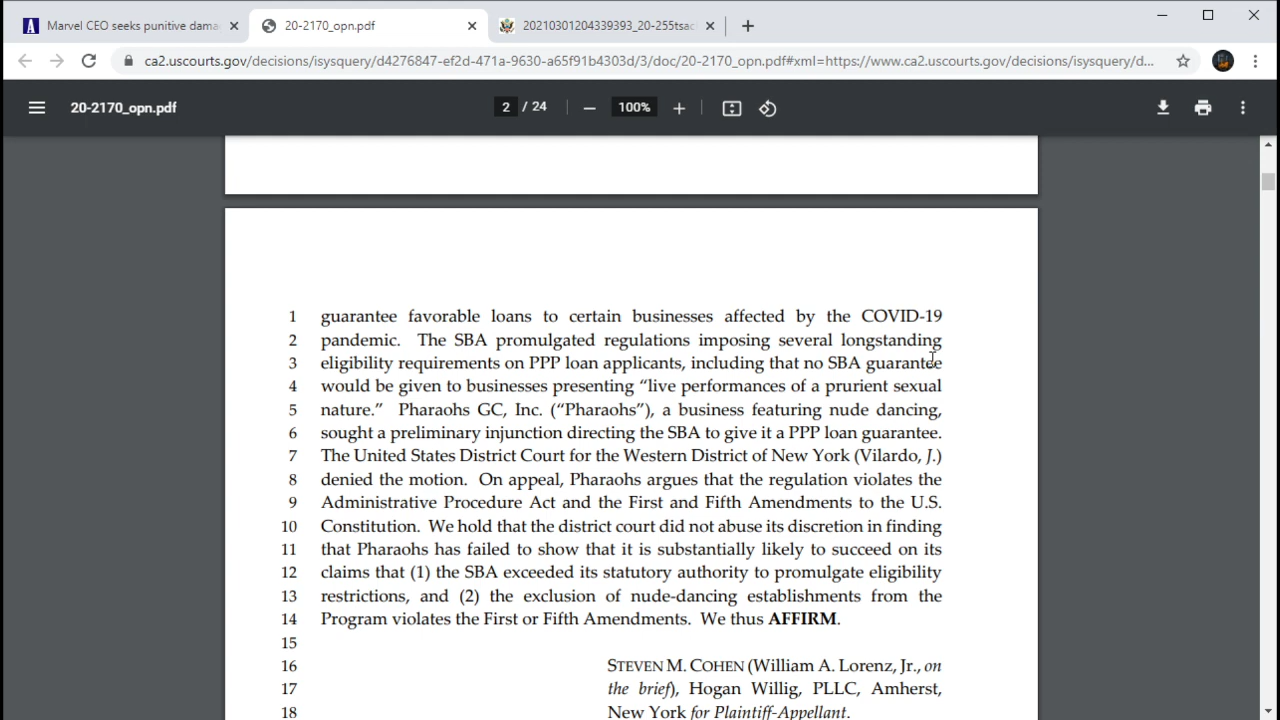 Marvel CEO seeks punitive dama
20-2170_opn.pdf
20210301204339393_20-255tsac
ca2.uscourts.gov/decisions/isysquery/d4276847-ef2d-471a-9630-a65f91b4303d/3/doc/20-2170_opn.pdf#xml=https://www.ca2.uscourts.gov/decisions/isysquery/d...
20-2170_opn.pdf
2 / 24
100%
1 guarantee favorable loans to certain businesses affected by the COVID-19
2 pandemic. The SBA promulgated regulations imposing several longstanding
3 eligibility requirements on PPP loan applicants, including that no SBA guarantee
4 would be given to businesses presenting “live performances of a prurient sexual
5 nature.” Pharaohs GC, Inc. (“Pharaohs”), a business featuring nude dancing,
6 sought a preliminary injunction directing the SBA to give it a PPP loan guarantee.
7 The United States District Court for the Western District of New York (Vilardo, J.)
8 denied the motion. On appeal, Pharaohs argues that the regulation violates the
9 Administrative Procedure Act and the First and Fifth Amendments to the U.S.
10 Constitution. We hold that the district court did not abuse its discretion in finding
11 that Pharaohs has failed to show that it is substantially likely to succeed on its
12 claims that (1) the SBA exceeded its statutory authority to promulgate eligibility
13 restrictions, and (2) the exclusion of nude-dancing establishments from the
14 Program violates the First or Fifth Amendments. We thus AFFIRM.
15
16 STEVEN M. COHEN (William A. Lorenz, Jr., on
17 the brief), Hogan Willig, PLLC, Amherst,
18 New York for Plaintiff-Appellant.